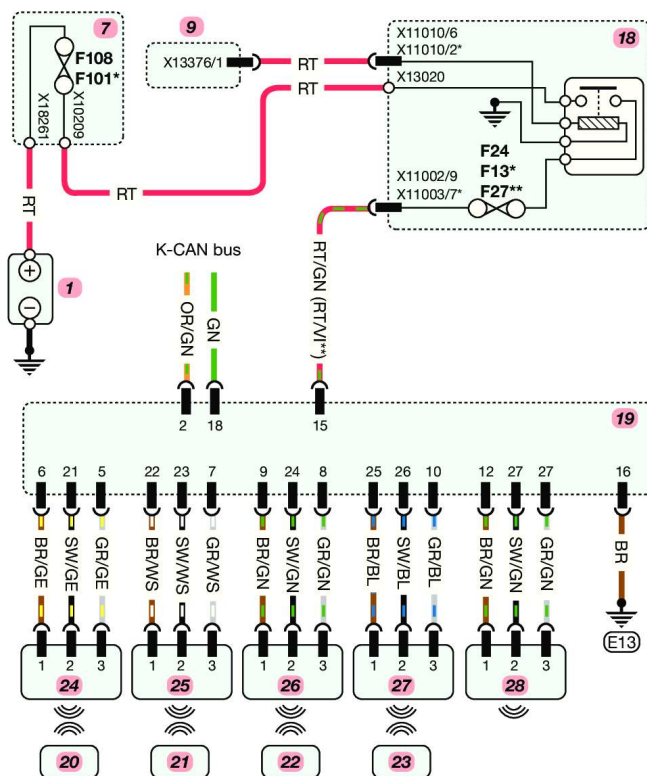 7
9
18
F108
F101*
X18261
X10209
X13376/1
RT
X11010/6
X11010/2*
RT
X13020
RT
F24
F13*
F27**
X11002/9
X11003/7*
RT
1
K-CAN bus
OR/GN
GN
RT/GN (RT/VI**)
2
18
15
19
6
21
5
22
23
7
9
24
8
25
26
10
12
27
27
16
BR/GE
SW/GE
GR/GE
BR/WS
SW/WS
GR/WS
BR/GN
SW/GN
GR/GN
BR/BL
SW/BL
GR/BL
BR/GN
SW/GN
GR/GN
BR
E13
1
2
3
1
2
3
1
2
3
1
2
3
1
2
3
24
25
26
27
28
20
21
22
23